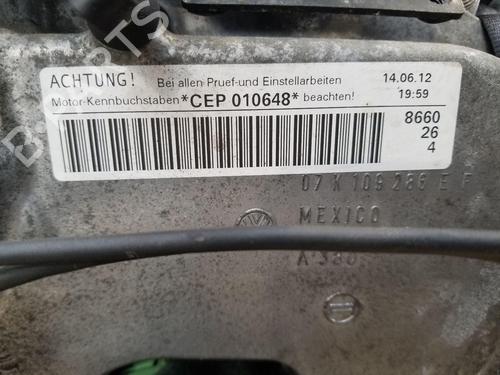 ACHTUNG! Bei allen Pruef-und Einstellarbeiten 14.06.12
Motor-Kennbuchstaben *CEP 010648* beachten! 19:59
8660
26
4
07 K 109 286 E F
MEXICO